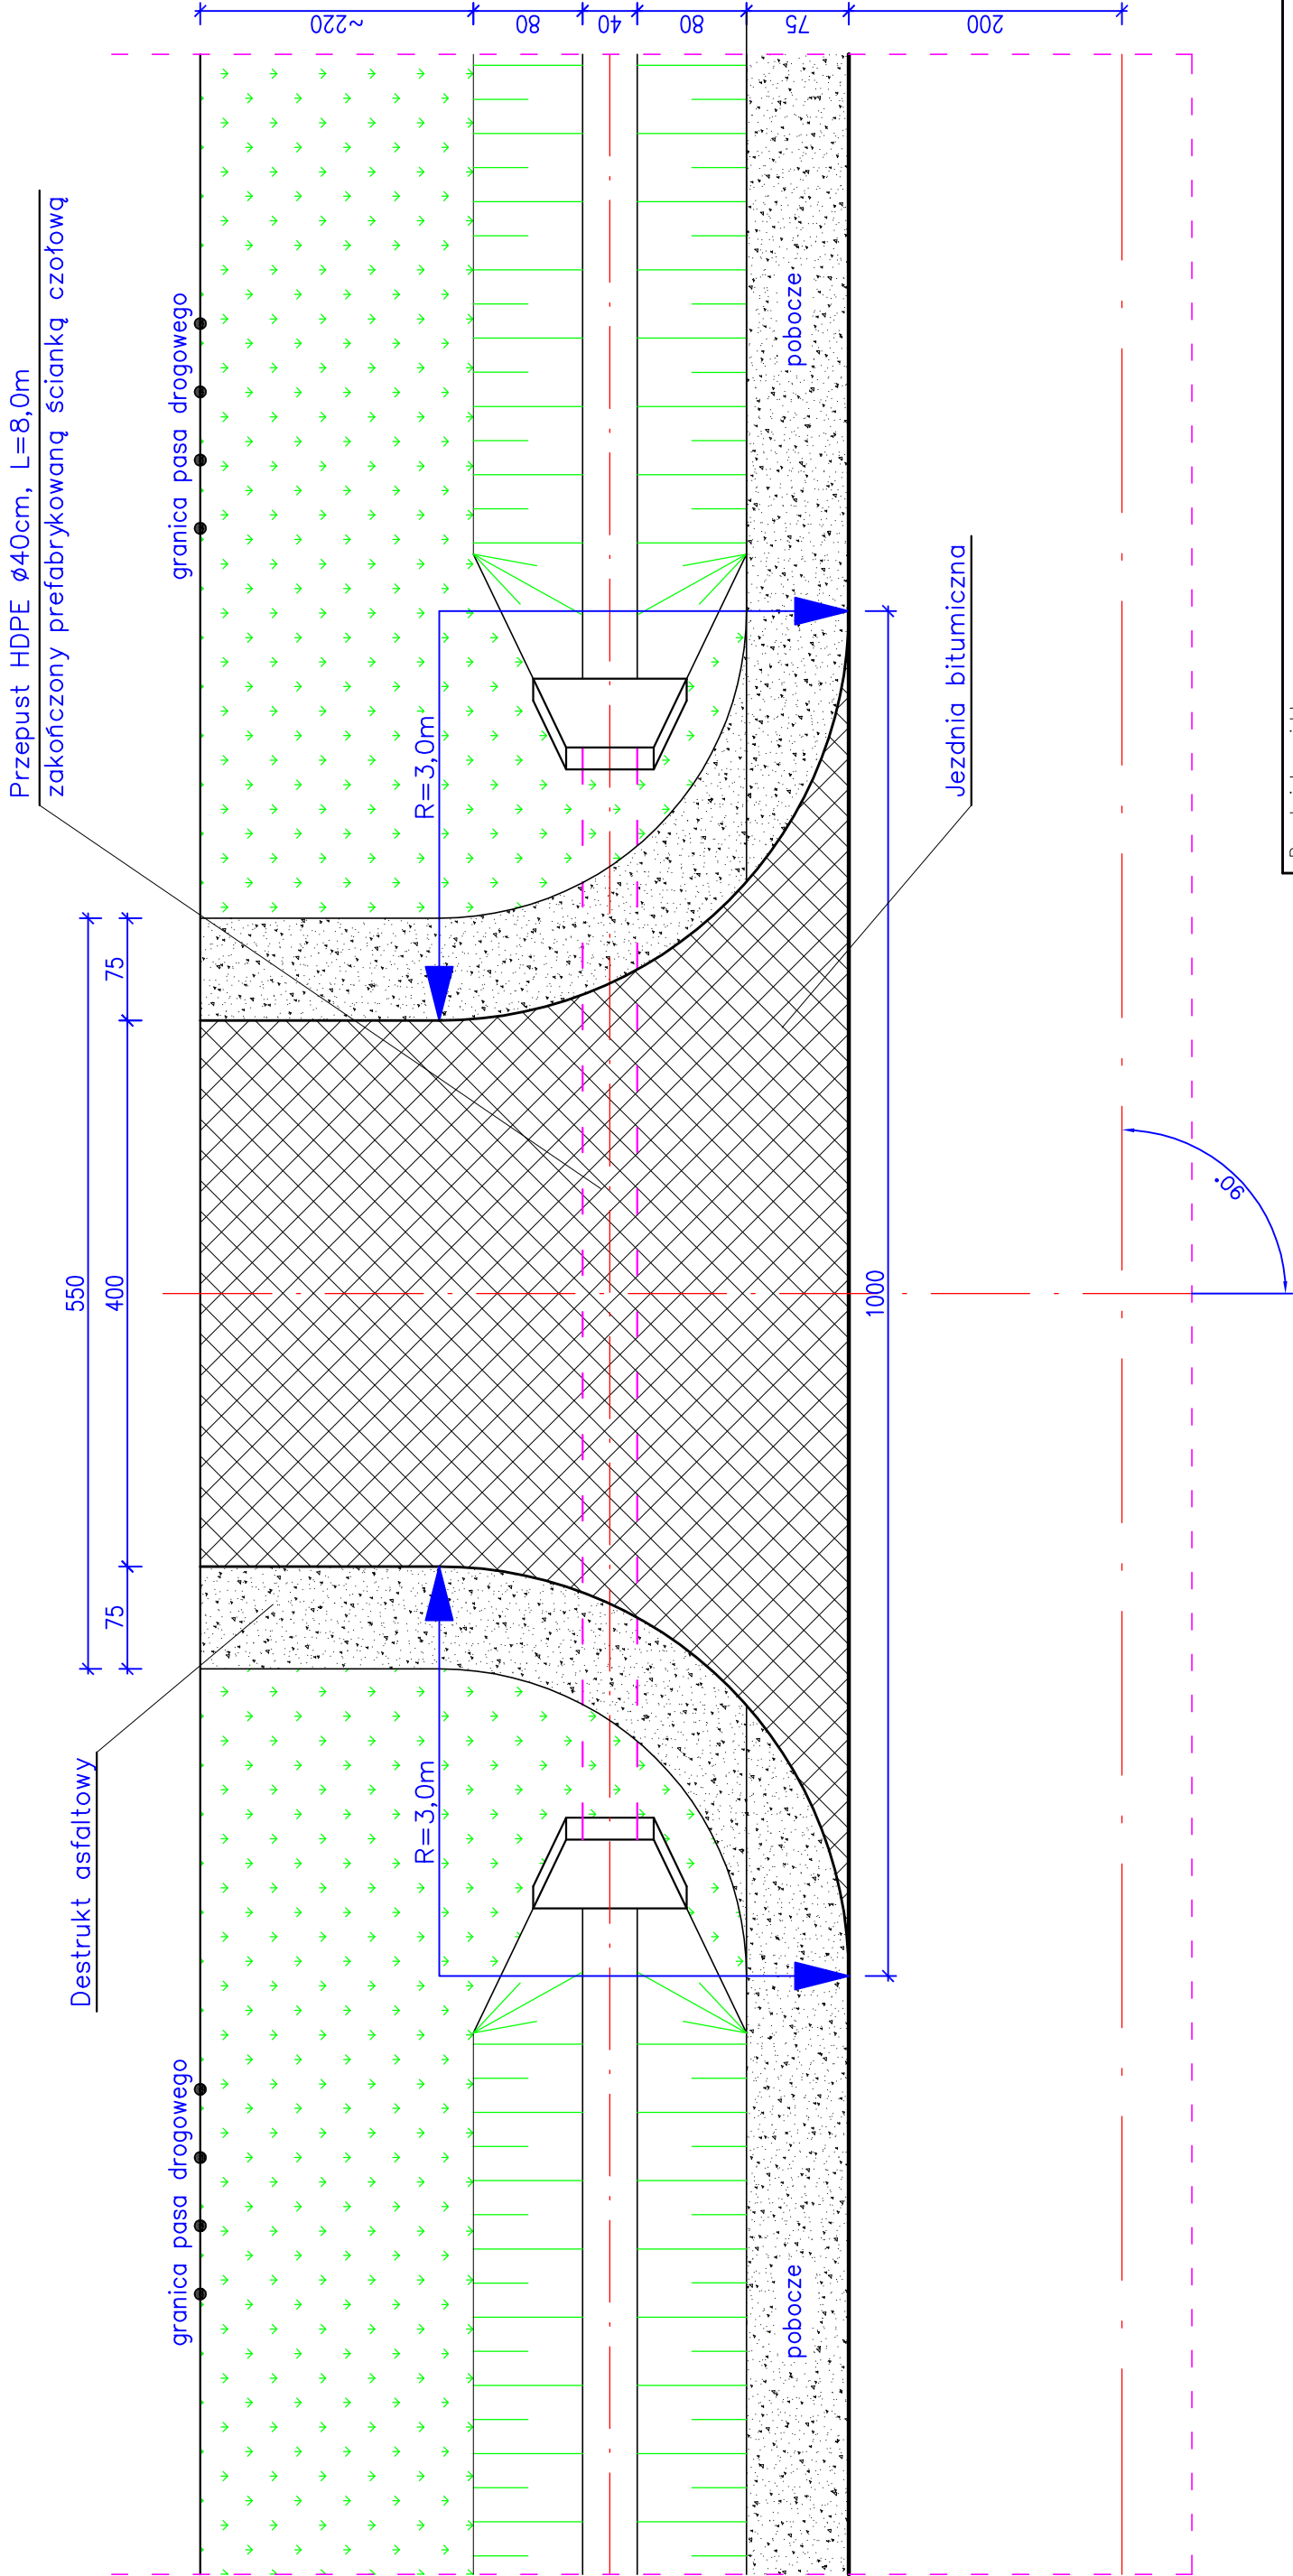 Przepust HDPE ø40cm, L=8,0m
zakończony prefabrykowaną ścianką czołową
Destrukt asfaltowy
550
75
400
75
granica pasa drogowego
granica pasa drogowego
~220
80
40
80
75
200
R=3,0m
R=3,0m
pobocze
pobocze
1000
Jezdnia bitumiczna
90°